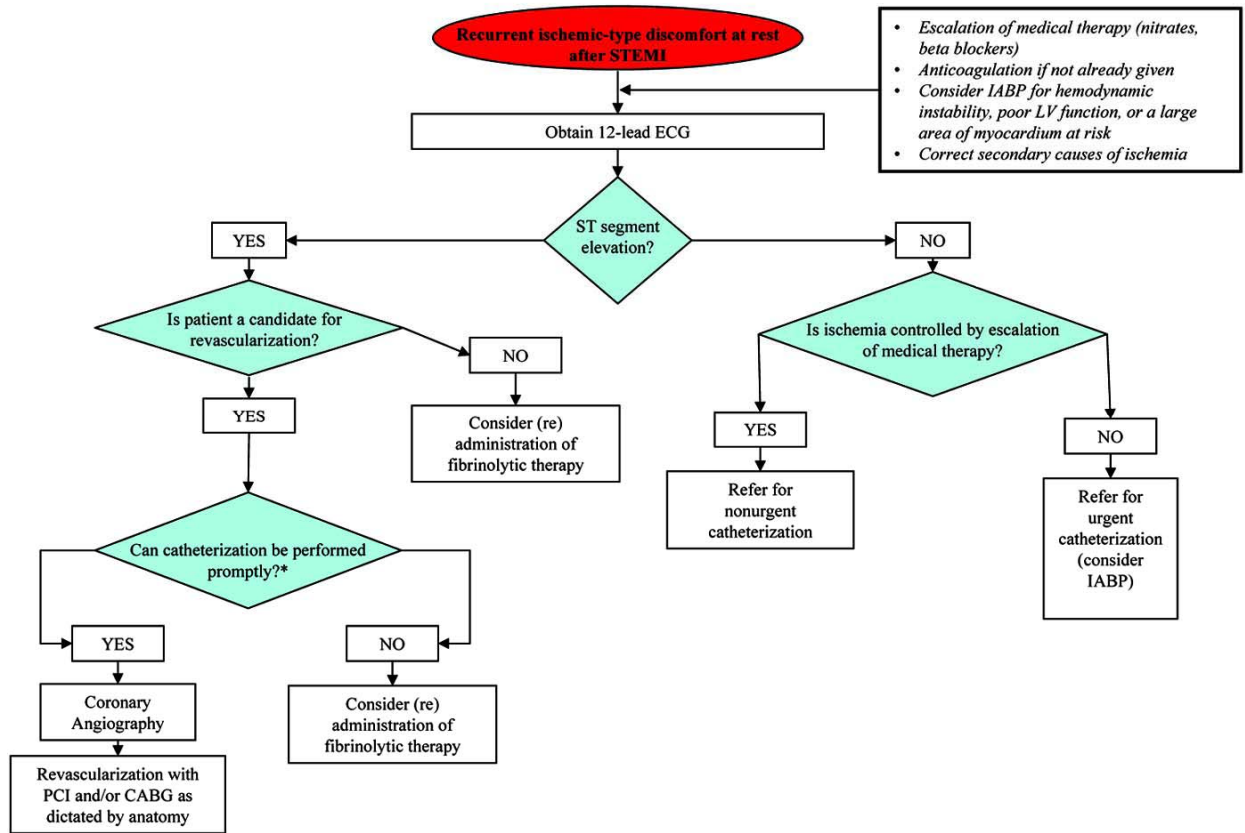 Recurrent ischemic-type discomfort at rest
after STEMI
• Escalation of medical therapy (nitrates,
beta blockers)
• Anticoagulation if not already given
• Consider IABP for hemodynamic
instability, poor LV function, or a large
area of myocardium at risk
• Correct secondary causes of ischemia
Obtain 12-lead ECG
ST segment
elevation?
YES
NO
Is patient a candidate for
revascularization?
Is ischemia controlled by escalation
of medical therapy?
NO
YES
Consider (re)
administration of
fibrinolytic therapy
YES
NO
Refer for
nonurgent
catheterization
Refer for
urgent
catheterization
(consider
IABP)
Can catheterization be performed
promptly?*
YES
NO
Coronary
Angiography
Consider (re)
administration of
fibrinolytic therapy
Revascularization with
PCI and/or CABG as
dictated by anatomy